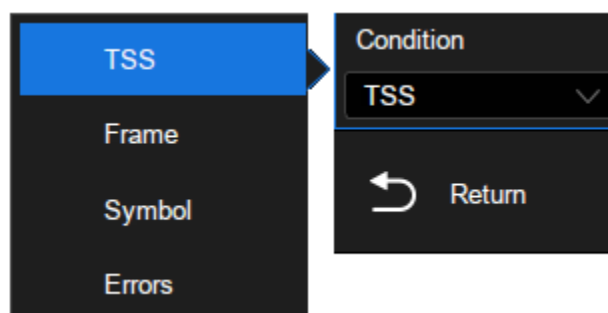 TSS
Frame
Symbol
Errors
Condition
TSS
Return